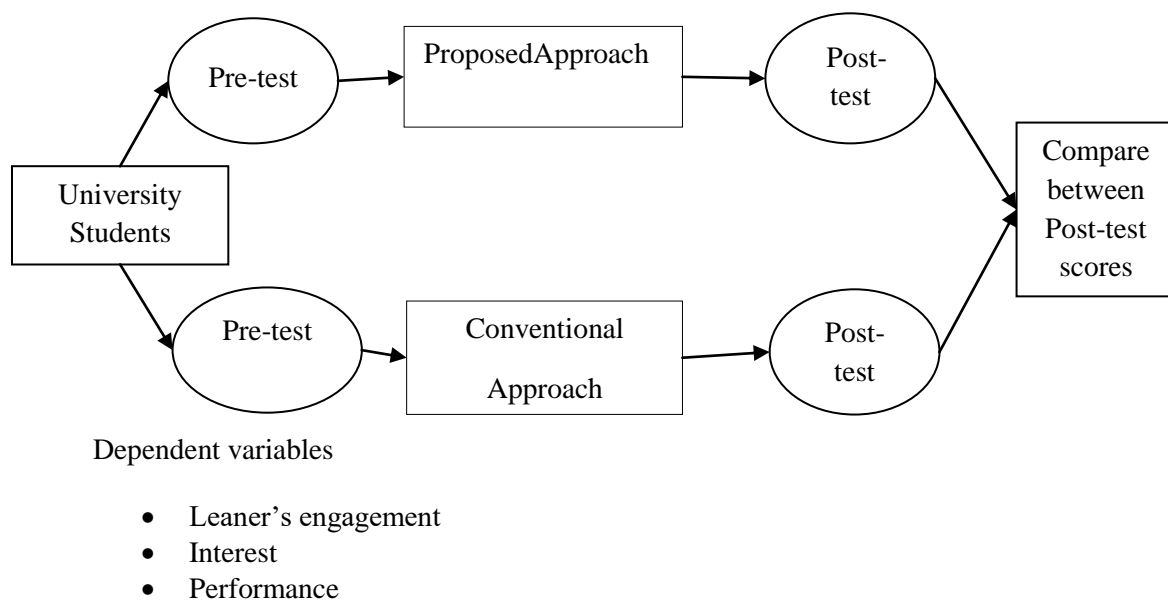 Pre-test
ProposedApproach
Post-
test
University
Students
Compare
between
Post-test
scores
Pre-test
Conventional
Approach
Post-
test
Dependent variables
• Leaner’s engagement
• Interest
• Performance